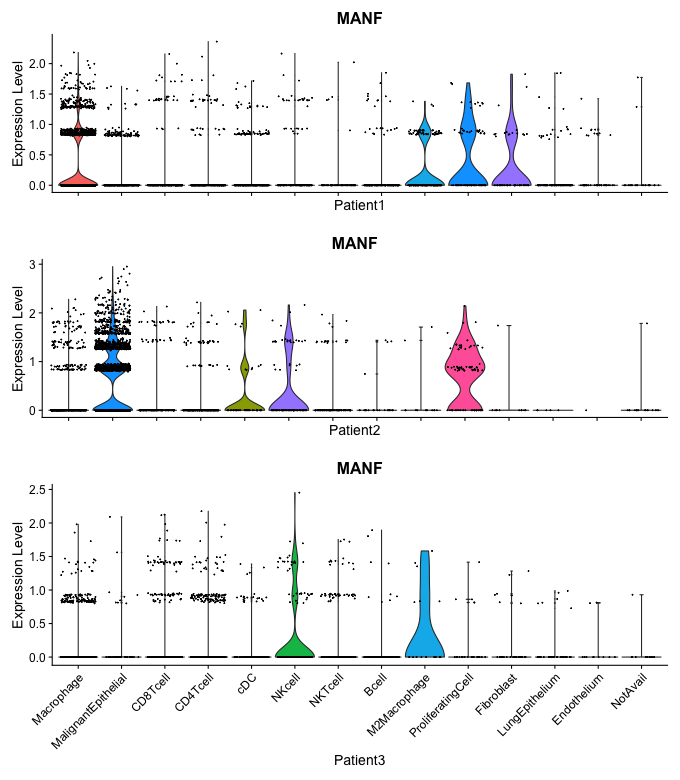 MANF
Expression Level
2.0
1.5
1.0
0.5
0.0
Patient1
MANF
Expression Level
3
2
1
0
Patient2
MANF
Expression Level
2.5
2.0
1.5
1.0
0.5
0.0
Macrophage
MalignantEpithelial
CD8Tcell
CD4Tcell
cDC
NKcell
NKTcell
Bcell
M2Macrophage
ProliferatingCell
Fibroblast
LungEpithelium
Endothelium
NotAvail
Patient3